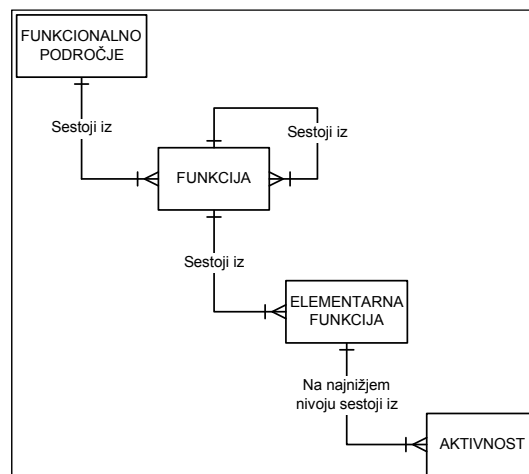 FUNKCIONALNO
PODROČJE
Sestoji iz
Sestoji iz
FUNKCIJA
Sestoji iz
ELEMENTARNA
FUNKCIJA
Na najnižjem
nivoju sestoji iz
AKTIVNOST